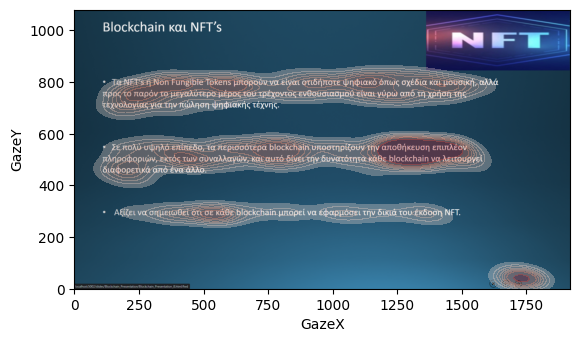 Blockchain και NFT's
NFT
• Τα NFT's ή Non Fungible Tokens μπορούν να είναι οτιδήποτε ψηφιακό όπως σχέδια και μουσική, αλλά
προς το παρόν το μεγαλύτερο μέρος του τρέχοντος ενθουσιασμού είναι γύρω από τη χρήση της
τεχνολογίας για την πώληση ψηφιακής τέχνης.
• Σε πολύ υψηλό επίπεδο, τα περισσότερα blockchain υποστηρίζουν την αποθήκευση επιπλέον
πληροφοριών, εκτός των συναλλαγών, και αυτό δίνει την δυνατότητα κάθε blockchain να λειτουργεί
διαφορετικά από ένα άλλο.
• Αξίζει να σημειωθεί ότι σε κάθε blockchain μπορεί να εφαρμόσει την δικιά του έκδοση NFT.
GazeY
1000
800
600
400
200
0
0 250 500 750 1000 1250 1500 1750
GazeX